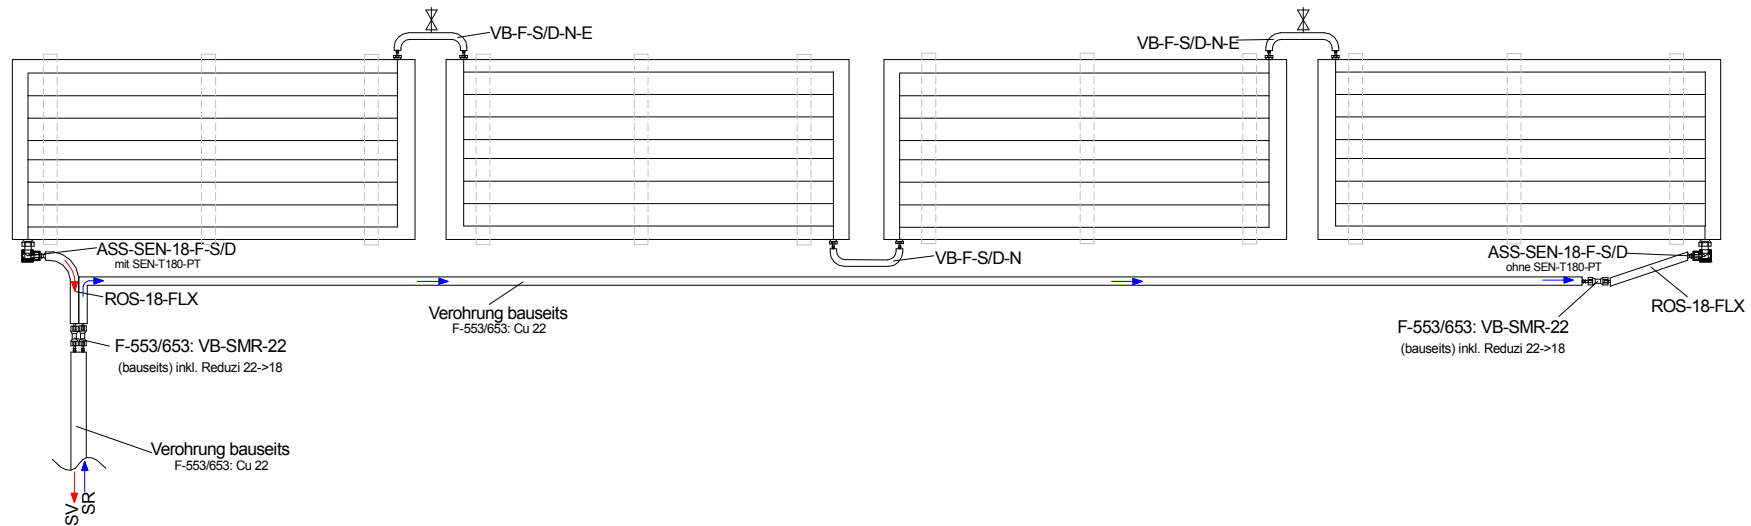 VB-F-S/D-N-E
VB-F-S/D-N-E
ASS-SEN-18-F-S/D
mit SEN-T180-PT
VB-F-S/D-N
ASS-SEN-18-F-S/D
ohne SEN-T180-PT
ROS-18-FLX
ROS-18-FLX
Verohrung bauseits
F-553/653: Cu 22
F-553/653: VB-SMR-22
(bauseits) inkl. Reduzi 22->18
F-553/653: VB-SMR-22
(bauseits) inkl. Reduzi 22->18
Verohrung bauseits
F-553/653: Cu 22
SV
SR